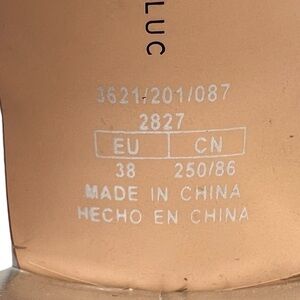 LUC
3621/201/087
2827
EU CN
38 250/86
MADE IN CHINA
HECHO EN CHINA